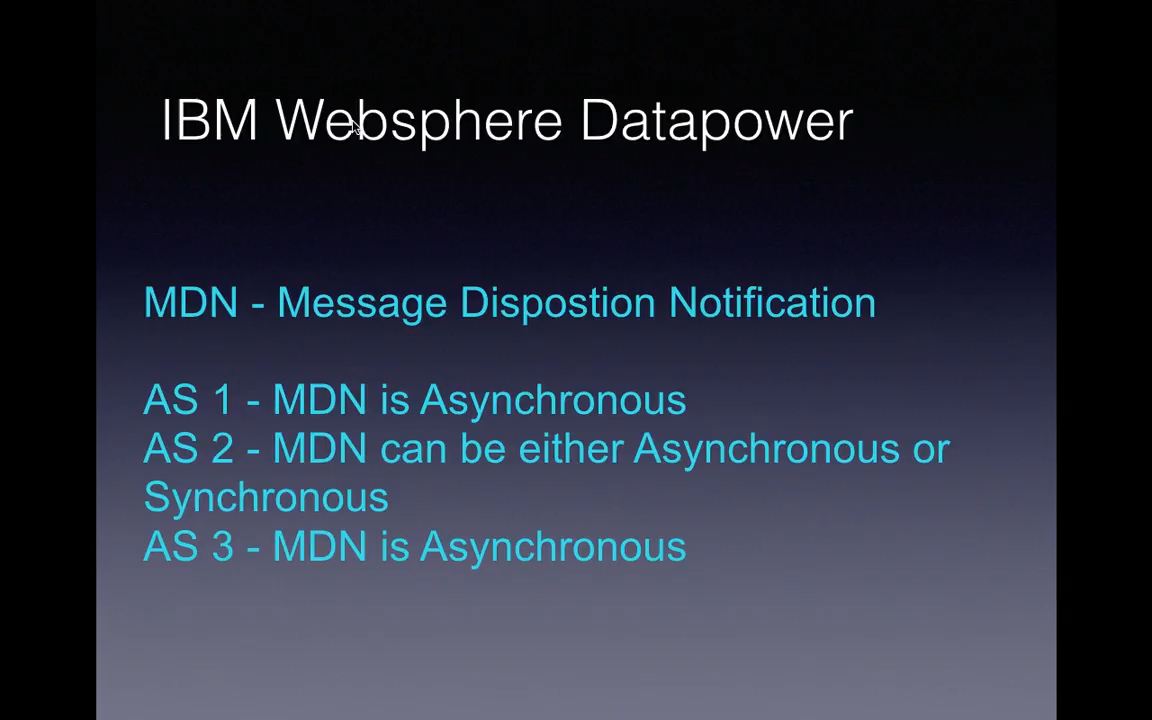 IBM Websphere Datapower
MDN - Message Dispostion Notification
AS 1 - MDN is Asynchronous
AS 2 - MDN can be either Asynchronous or
Synchronous
AS 3 - MDN is Asynchronous